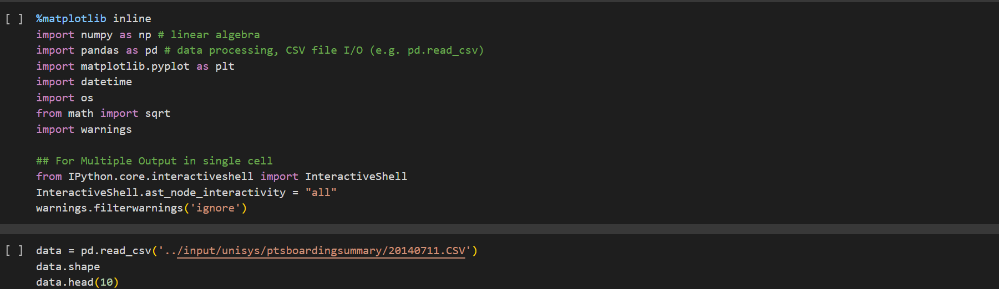 [ ] %matplotlib inline
import numpy as np # linear algebra
import pandas as pd # data processing, CSV file I/O (e.g. pd.read_csv)
import matplotlib.pyplot as plt
import datetime
import os
from math import sqrt
import warnings
## For Multiple Output in single cell
from IPython.core.interactiveshell import InteractiveShell
InteractiveShell.ast_node_interactivity = "all"
warnings.filterwarnings('ignore')
[ ] data = pd.read_csv('../input/unisys/ptsboardingsummary/20140711.CSV')
data.shape
data.head(10)